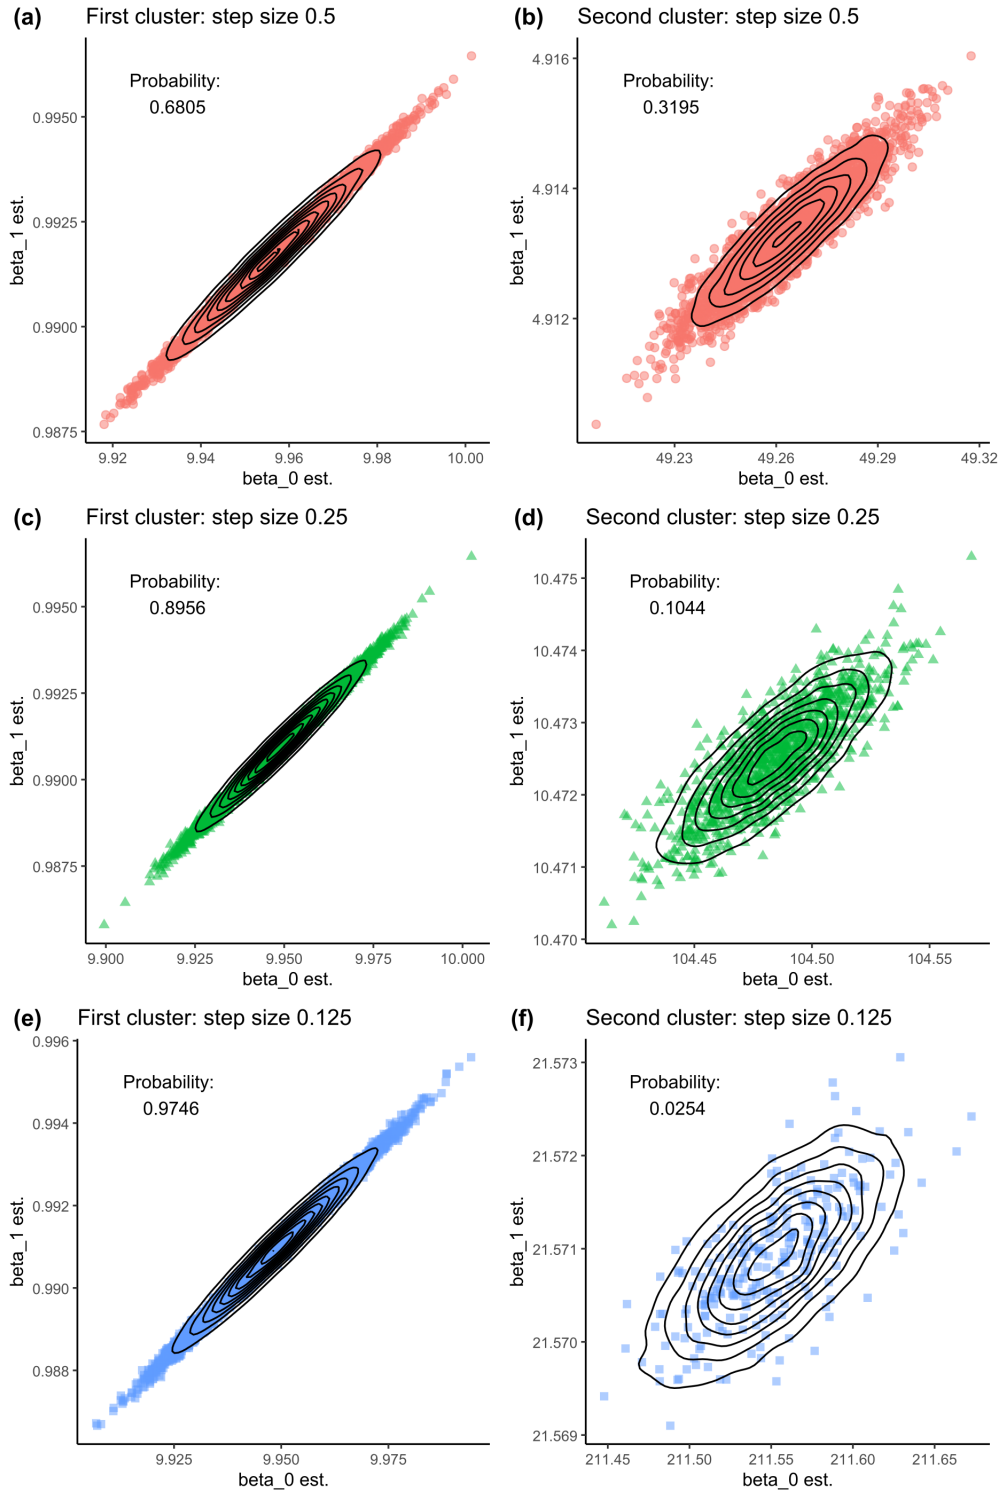 (a) First cluster: step size 0.5
Probability:
0.6805
0.9950
0.9925
0.9900
0.9875
beta_1 est.
9.92 9.94 9.96 9.98 10.00
beta_0 est.
(b) Second cluster: step size 0.5
Probability:
0.3195
4.916
4.914
4.912
beta_1 est.
49.23 49.26 49.29 49.32
beta_0 est.
(c) First cluster: step size 0.25
Probability:
0.8956
0.9950
0.9925
0.9900
0.9875
beta_1 est.
9.900 9.925 9.950 9.975 10.000
beta_0 est.
(d) Second cluster: step size 0.25
Probability:
0.1044
10.475
10.474
10.473
10.472
10.471
10.470
beta_1 est.
104.45 104.50 104.55
beta_0 est.
(e) First cluster: step size 0.125
Probability:
0.9746
0.996
0.994
0.992
0.990
0.988
beta_1 est.
9.925 9.950 9.975
beta_0 est.
(f) Second cluster: step size 0.125
Probability:
0.0254
21.573
21.572
21.571
21.570
21.569
beta_1 est.
211.45 211.50 211.55 211.60 211.65
beta_0 est.